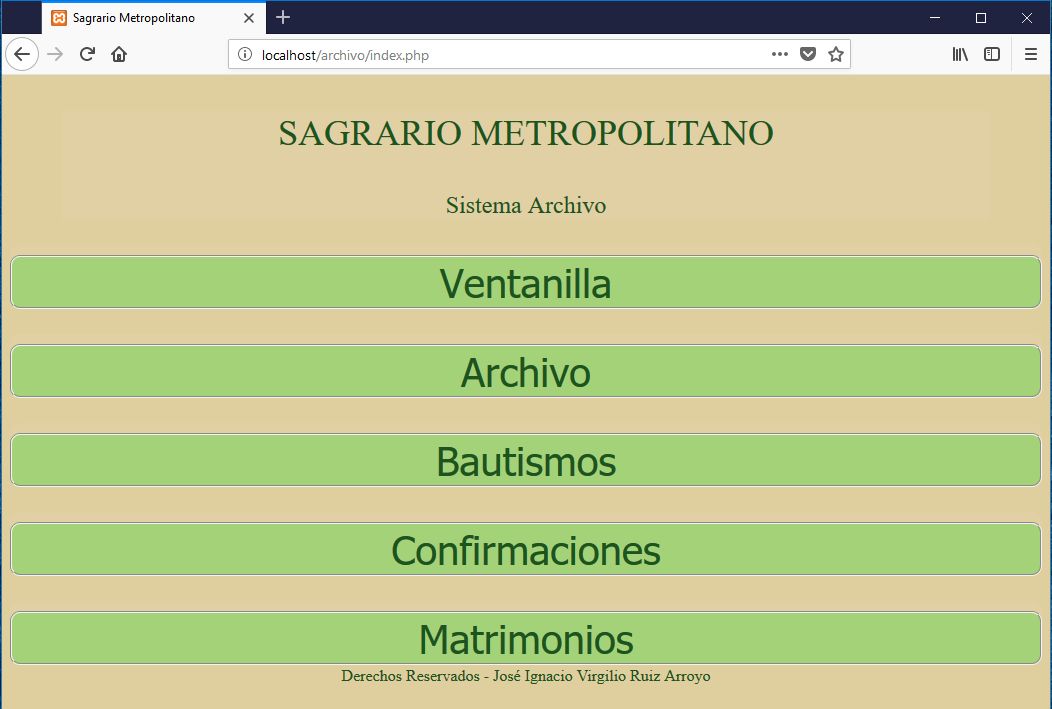 Sagrario Metropolitano
localhost/archivo/index.php
SAGRARIO METROPOLITANO
Sistema Archivo
Ventanilla
Archivo
Bautismos
Confirmaciones
Matrimonios
Derechos Reservados - José Ignacio Virgilio Ruiz Arroyo